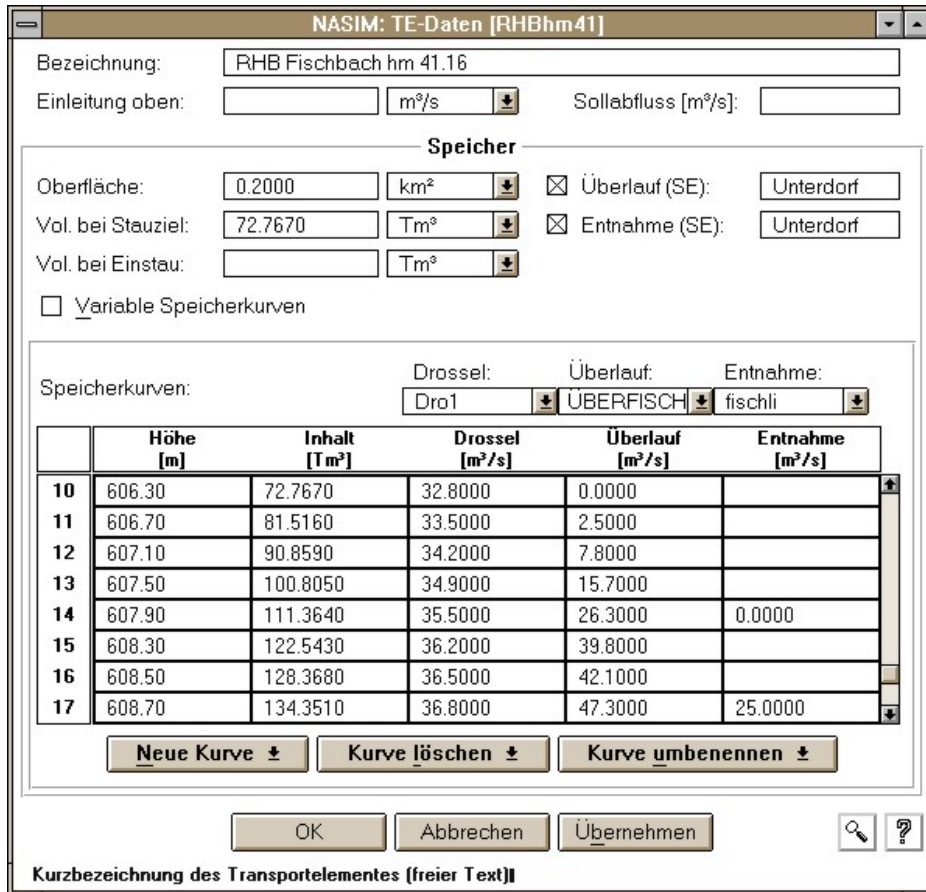 NASIM: TE-Daten [RHBhm41]
Bezeichnung: RHB Fischbach hm 41.16
Einleitung oben: m³/s Sollabfluss [m³/s]:
Speicher
Oberfläche: 0.2000 km² Überlauf (SE): Unterdorf
Vol. bei Stauziel: 72.7670 Tm³ Entnahme (SE): Unterdorf
Vol. bei Einstau: Tm³
Variable Speicherkurven
Drossel: Überlauf: Entnahme:
Speicherkurven: Dro1 ÜBERFISCH fischli
Höhe Inhalt Drossel Überlauf Entnahme
[m] [Tm³] [m³/s] [m³/s] [m³/s]
10 606.30 72.7670 32.8000 0.0000
11 606.70 81.5160 33.5000 2.5000
12 607.10 90.8590 34.2000 7.8000
13 607.50 100.8050 34.9000 15.7000
14 607.90 111.3640 35.5000 26.3000 0.0000
15 608.30 122.5430 36.2000 39.8000
16 608.50 128.3680 36.5000 42.1000
17 608.70 134.3510 36.8000 47.3000 25.0000
Neue Kurve Kurve löschen Kurve umbenennen
OK Abbrechen Übernehmen ?
Kurzbezeichnung des Transportelementes (freier Text)